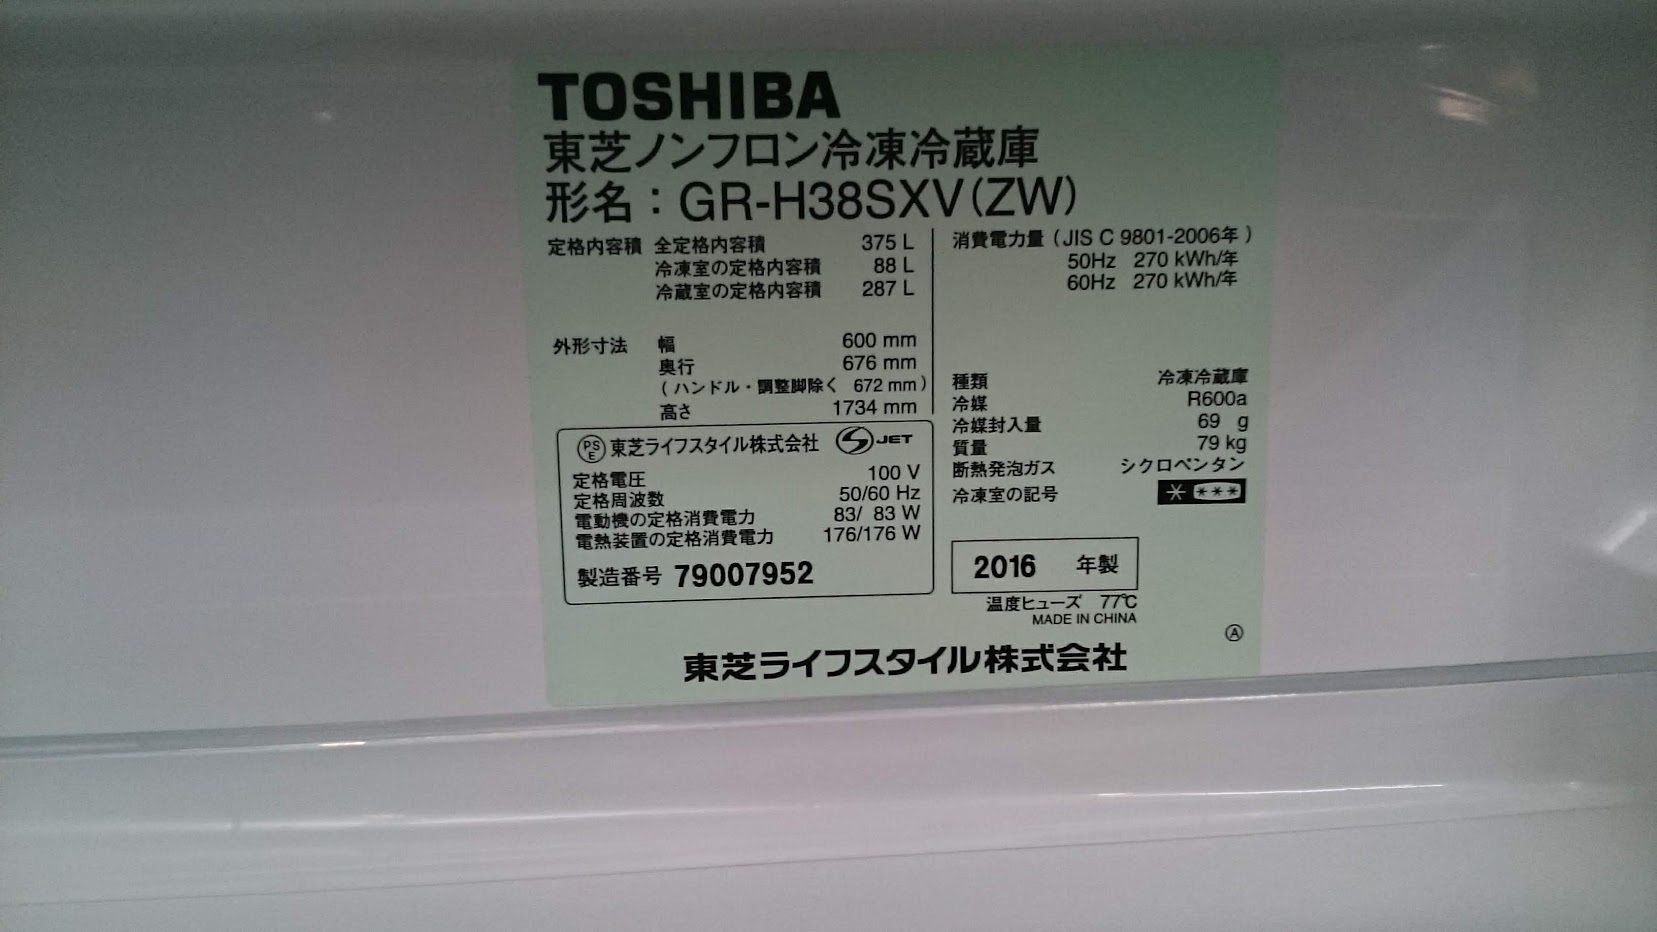 TOSHIBA
東芝ノンフロン冷凍冷蔵庫
形名：GR-H38SXV(ZW)
定格内容積 全定格内容積 375 L
冷凍室の定格内容積 88 L
冷蔵室の定格内容積 287 L
外形寸法 幅 600 mm
奥行 676 mm
(ハンドル・調整脚除く 672 mm)
高さ 1734 mm
PSE 東芝ライフスタイル株式会社 S JET
定格電圧 100 V
定格周波数 50/60 Hz
電動機の定格消費電力 83/ 83 W
電熱装置の定格消費電力 176/176 W
製造番号 79007952
消費電力量 (JIS C 9801-2006年)
50Hz 270 kWh/年
60Hz 270 kWh/年
種類 冷凍冷蔵庫
冷媒 R600a
冷媒封入量 69 g
質量 79 kg
断熱発泡ガス シクロペンタン
冷凍室の記号 * ***
2016 年製
温度ヒューズ 77℃
MADE IN CHINA
Ⓐ
東芝ライフスタイル株式会社